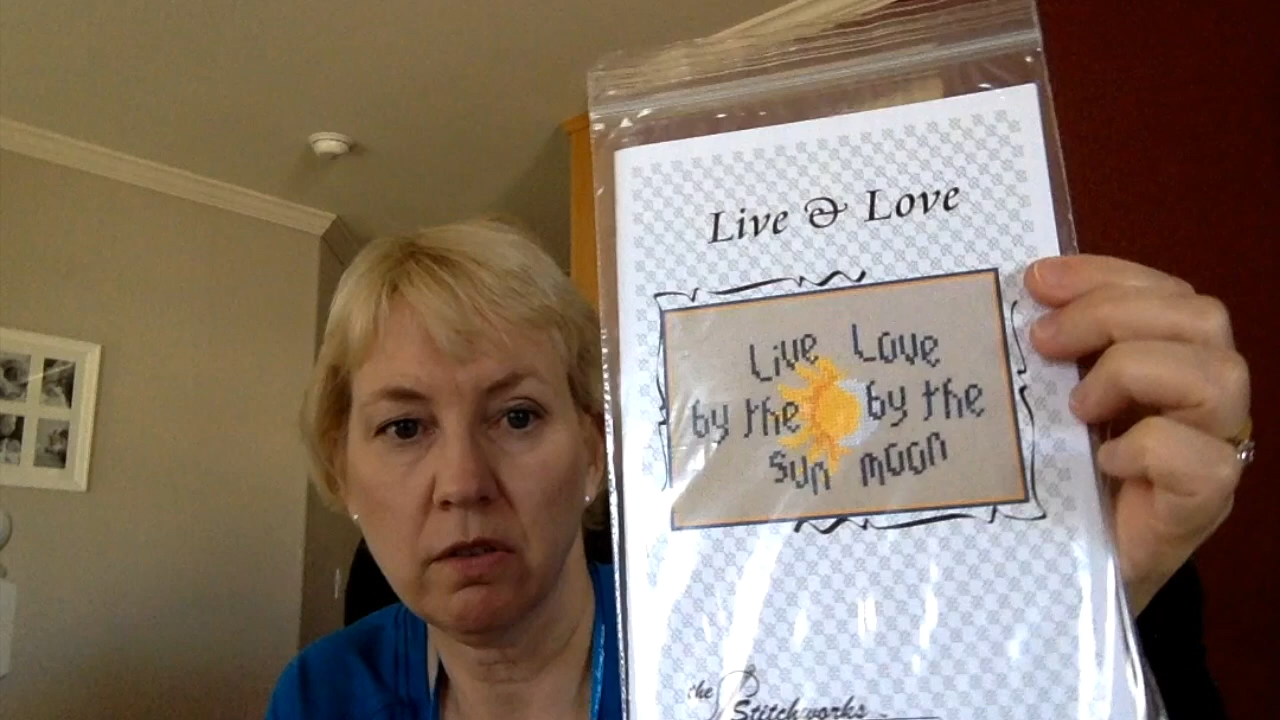 Live & Love
Live Love
by the by the
sun moon
the
Stitchworks